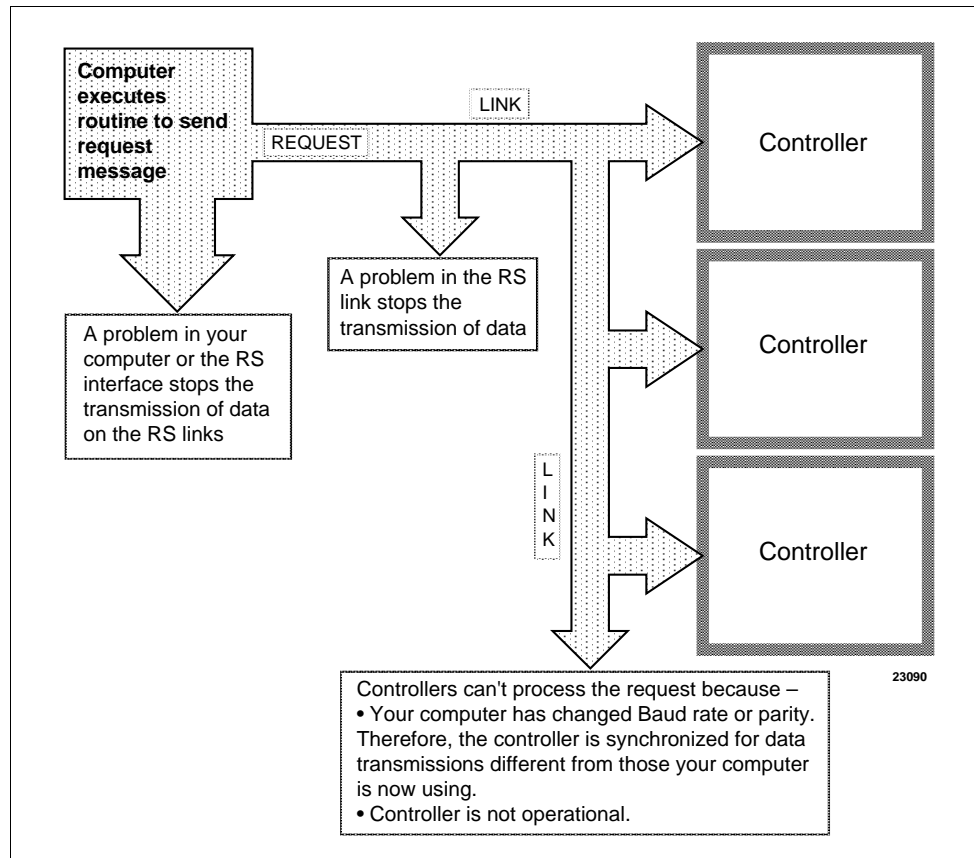 Computer
executes
routine to send
request
message
LINK
REQUEST
Controller
A problem in the RS
link stops the
transmission of data
A problem in your
computer or the RS
interface stops the
transmission of data
on the RS links
Controller
L
I
N
K
Controller
23090
Controllers can't process the request because –
• Your computer has changed Baud rate or parity.
Therefore, the controller is synchronized for data
transmissions different from those your computer
is now using.
• Controller is not operational.